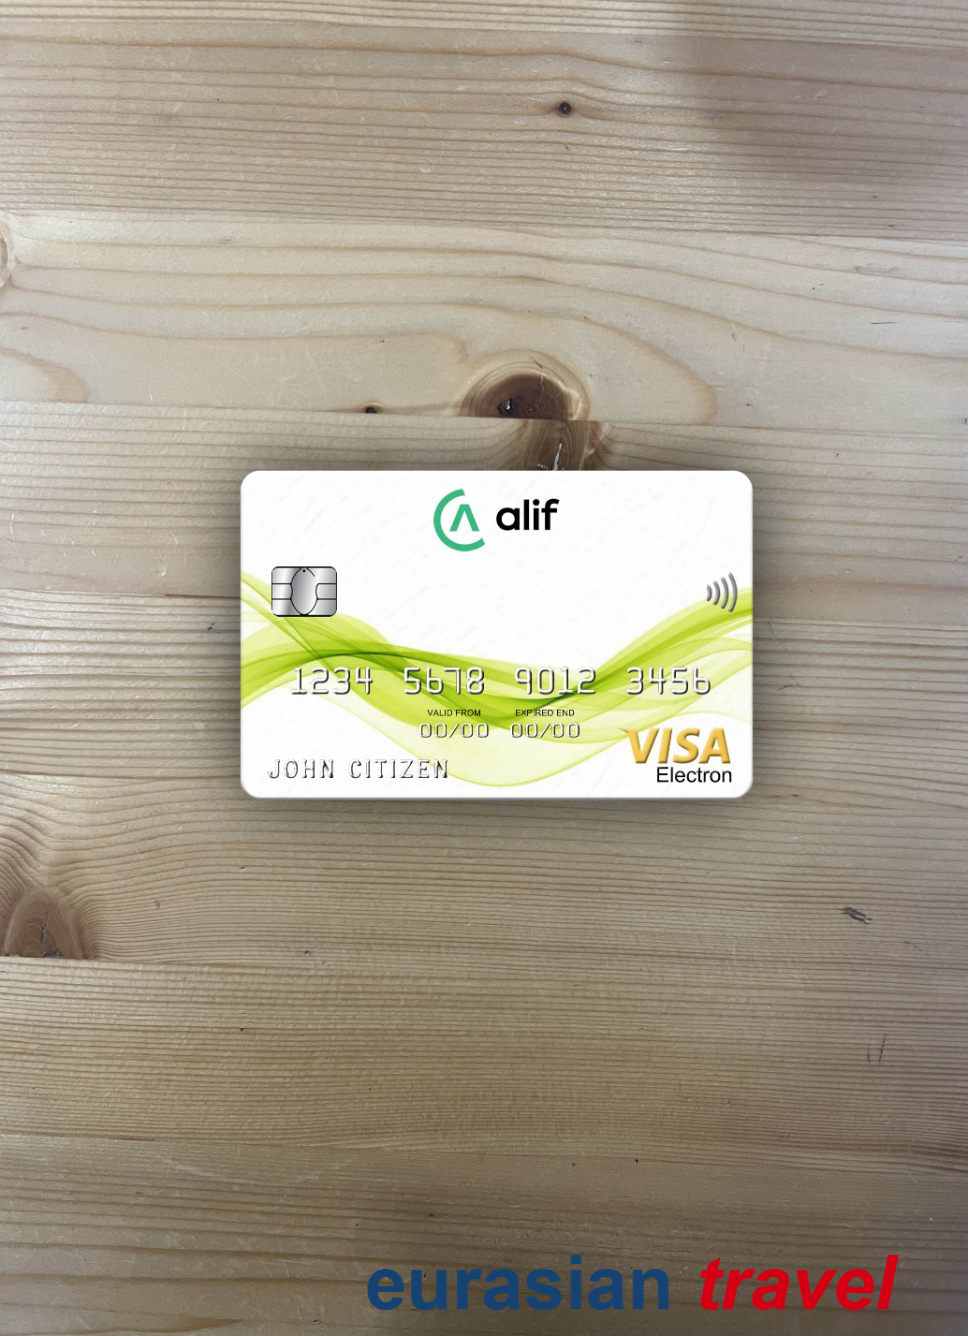 alif
1234 5678 9012 3456
VALID FROM EXPIRED END
00/00 00/00
VISA
JOHN CITIZEN
Electron
eurasian travel